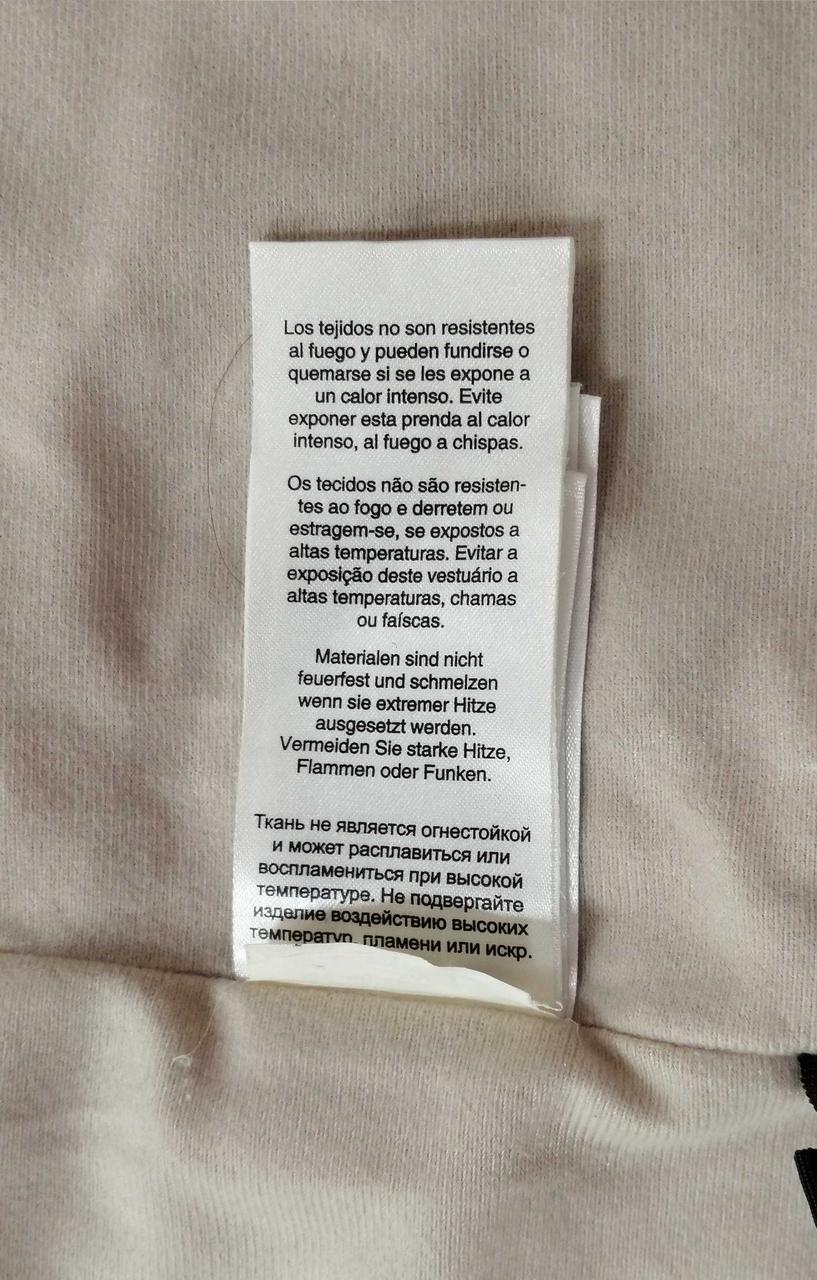 Los tejidos no son resistentes
al fuego y pueden fundirse o
quemarse si se les expone a
un calor intenso. Evite
exponer esta prenda al calor
intenso, al fuego a chispas.
Os tecidos não são resisten-
tes ao fogo e derretem ou
estragem-se, se expostos a
altas temperaturas. Evitar a
exposição deste vestuário a
altas temperaturas, chamas
ou faíscas.
Materialen sind nicht
feuerfest und schmelzen
wenn sie extremer Hitze
ausgesetzt werden.
Vermeiden Sie starke Hitze,
Flammen oder Funken.
Ткань не является огнестойкой
и может расплавиться или
воспламениться при высокой
температуре. Не подвергайте
изделие воздействию высоких
температур, пламени или искр.